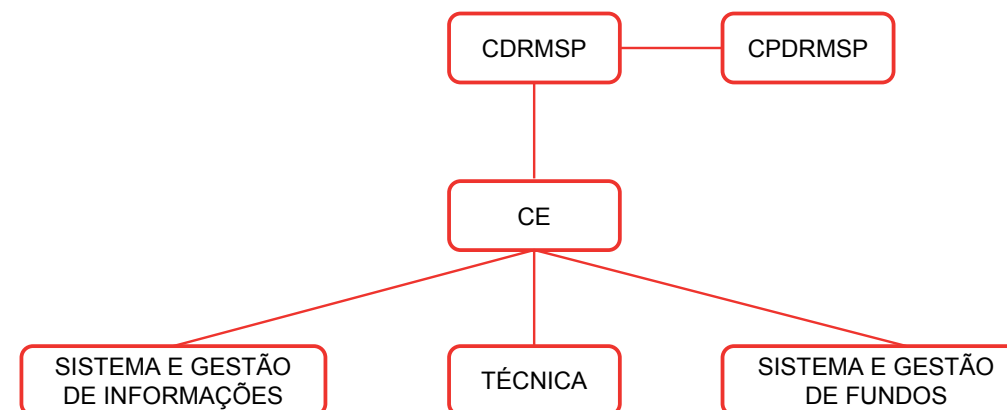 CDRMSP
CPDRMSP
CE
SISTEMA E GESTÃO
DE INFORMAÇÕES
TÉCNICA
SISTEMA E GESTÃO
DE FUNDOS